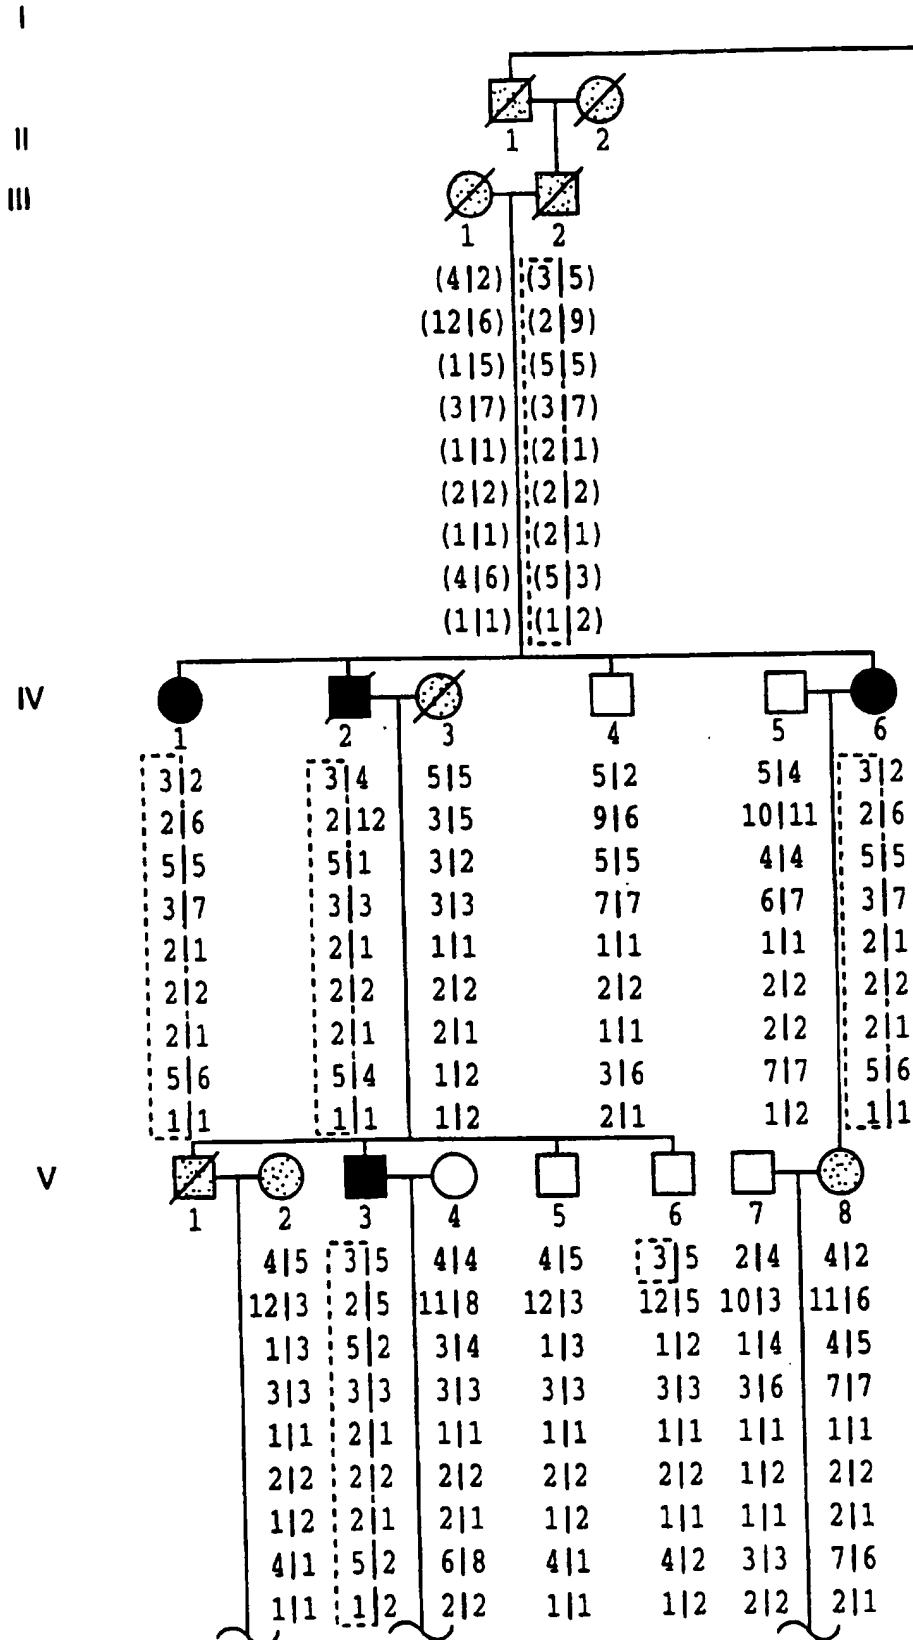 I
II
1 2
III
1 2
(4|2) (3|5)
(12|6) (2|9)
(1|5) (5|5)
(3|7) (3|7)
(1|1) (2|1)
(2|2) (2|2)
(1|1) (2|1)
(4|6) (5|3)
(1|1) (1|2)
IV
1 2 3 4 5 6
3|2 3|4 5|5 5|2 5|4 3|2
2|6 2|12 3|5 9|6 10|11 2|6
5|5 5|1 3|2 5|5 4|4 5|5
3|7 3|3 3|3 7|7 6|7 3|7
2|1 2|1 1|1 1|1 1|1 2|1
2|2 2|2 2|2 2|2 2|2 2|2
2|1 2|1 2|1 1|1 2|2 2|1
5|6 5|4 1|2 3|6 7|7 5|6
1|1 1|1 1|2 2|1 1|2 1|1
V
1 2 3 4 5 6 7 8
4|5 3|5 4|4 4|5 3|5 2|4 4|2
12|3 2|5 11|8 12|3 12|5 10|3 11|6
1|3 5|2 3|4 1|3 1|2 1|4 4|5
3|3 3|3 3|3 3|3 3|3 3|6 7|7
1|1 2|1 1|1 1|1 1|1 1|1 1|1
2|2 2|2 2|2 2|2 2|2 1|2 2|2
1|2 2|1 2|1 1|2 1|1 1|1 2|1
4|1 5|2 6|8 4|1 4|2 3|3 7|6
1|1 1|2 2|2 1|1 1|2 2|2 2|1